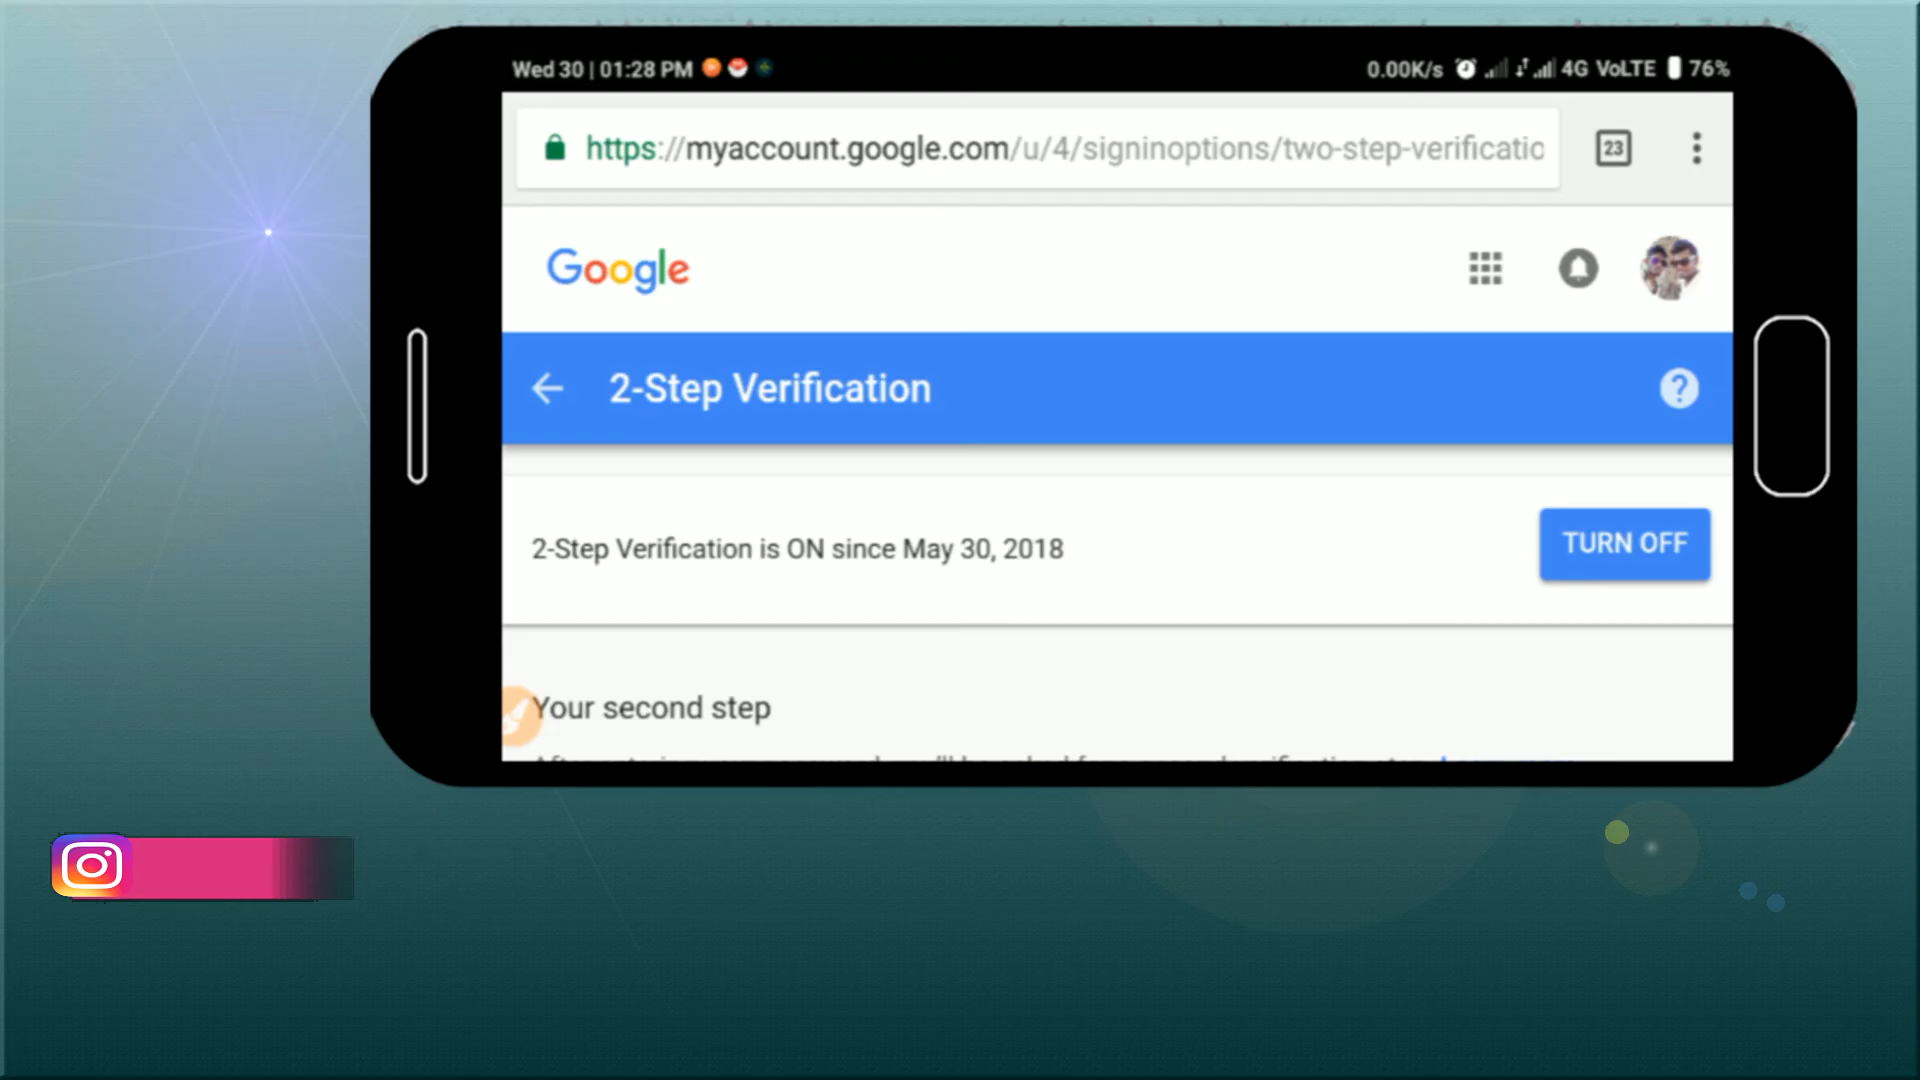 Wed 30 | 01:28 PM
0.00K/s 4G VoLTE 76%
https://myaccount.google.com/u/4/signinoptions/two-step-verificatio
23
Google
2-Step Verification
?
2-Step Verification is ON since May 30, 2018
TURN OFF
Your second step